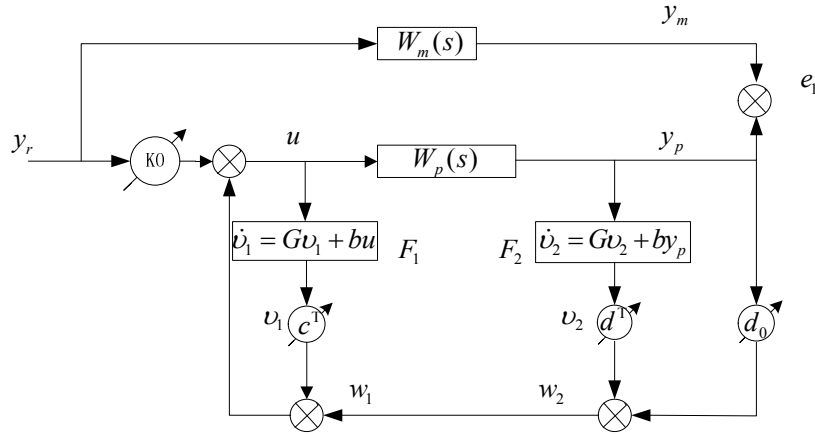 y_m
W_m(s)
e_1
y_r
K0
u
W_p(s)
y_p
υ̇_1 = Gυ_1 + bu
F_1
F_2
υ̇_2 = Gυ_2 + by_p
υ_1
c^T
υ_2
d^T
d_0
w_1
w_2